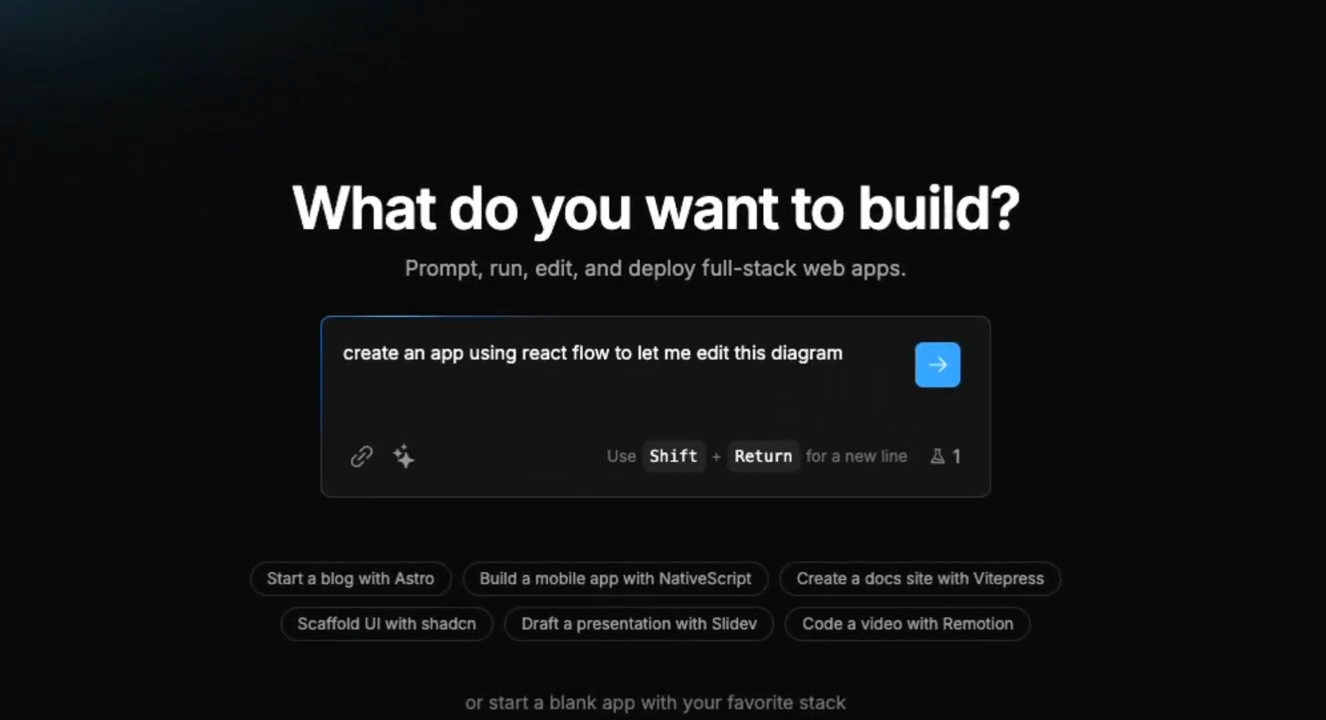 What do you want to build?
Prompt, run, edit, and deploy full-stack web apps.
create an app using react flow to let me edit this diagram
Use Shift + Return for a new line 1
Start a blog with Astro Build a mobile app with NativeScript Create a docs site with Vitepress
Scaffold UI with shadcn Draft a presentation with Slidev Code a video with Remotion
or start a blank app with your favorite stack